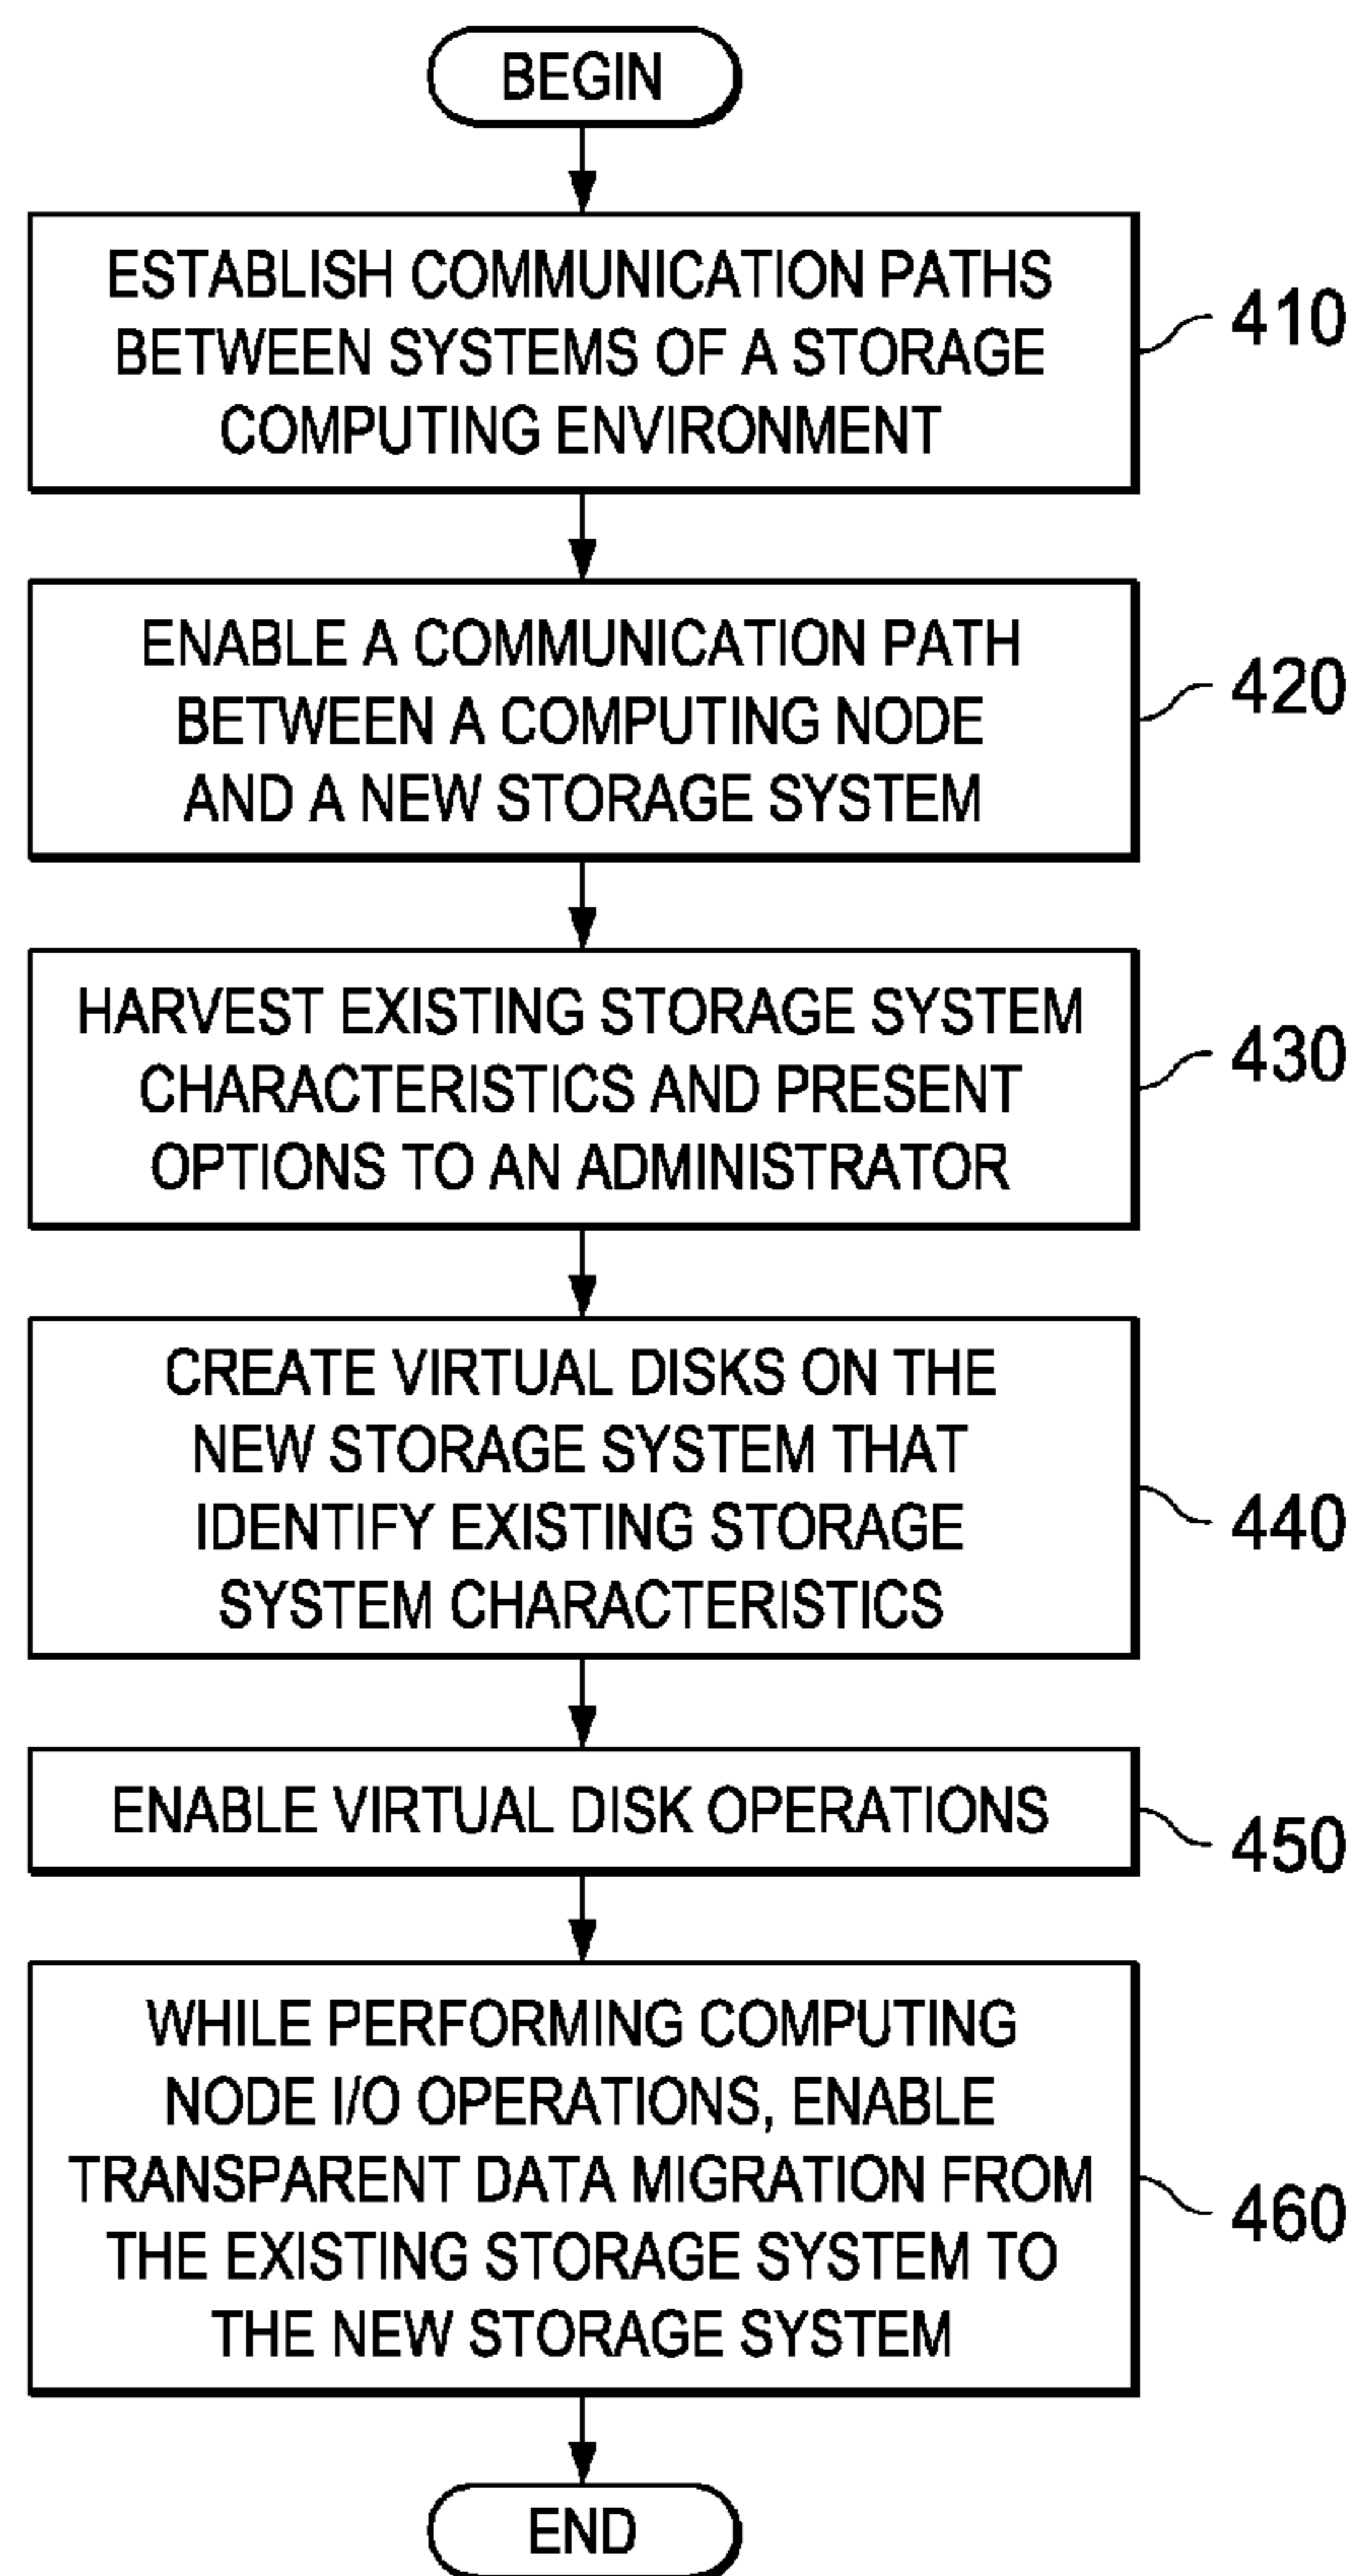 BEGIN
ESTABLISH COMMUNICATION PATHS
BETWEEN SYSTEMS OF A STORAGE
COMPUTING ENVIRONMENT
410
ENABLE A COMMUNICATION PATH
BETWEEN A COMPUTING NODE
AND A NEW STORAGE SYSTEM
420
HARVEST EXISTING STORAGE SYSTEM
CHARACTERISTICS AND PRESENT
OPTIONS TO AN ADMINISTRATOR
430
CREATE VIRTUAL DISKS ON THE
NEW STORAGE SYSTEM THAT
IDENTIFY EXISTING STORAGE
SYSTEM CHARACTERISTICS
440
ENABLE VIRTUAL DISK OPERATIONS
450
WHILE PERFORMING COMPUTING
NODE I/O OPERATIONS, ENABLE
TRANSPARENT DATA MIGRATION FROM
THE EXISTING STORAGE SYSTEM TO
THE NEW STORAGE SYSTEM
460
END